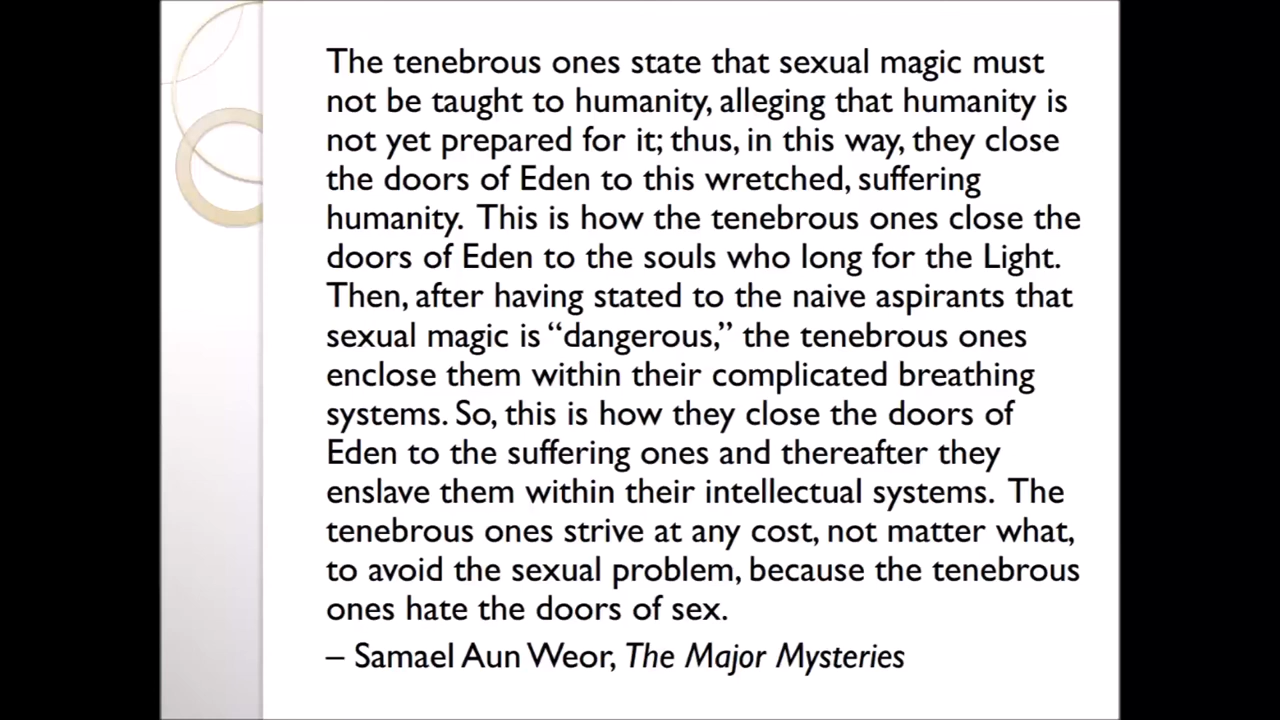 The tenebrous ones state that sexual magic must
not be taught to humanity, alleging that humanity is
not yet prepared for it; thus, in this way, they close
the doors of Eden to this wretched, suffering
humanity.  This is how the tenebrous ones close the
doors of Eden to the souls who long for the Light.
Then, after having stated to the naive aspirants that
sexual magic is “dangerous,” the tenebrous ones
enclose them within their complicated breathing
systems. So, this is how they close the doors of
Eden to the suffering ones and thereafter they
enslave them within their intellectual systems.  The
tenebrous ones strive at any cost, not matter what,
to avoid the sexual problem, because the tenebrous
ones hate the doors of sex.
– Samael Aun Weor, The Major Mysteries